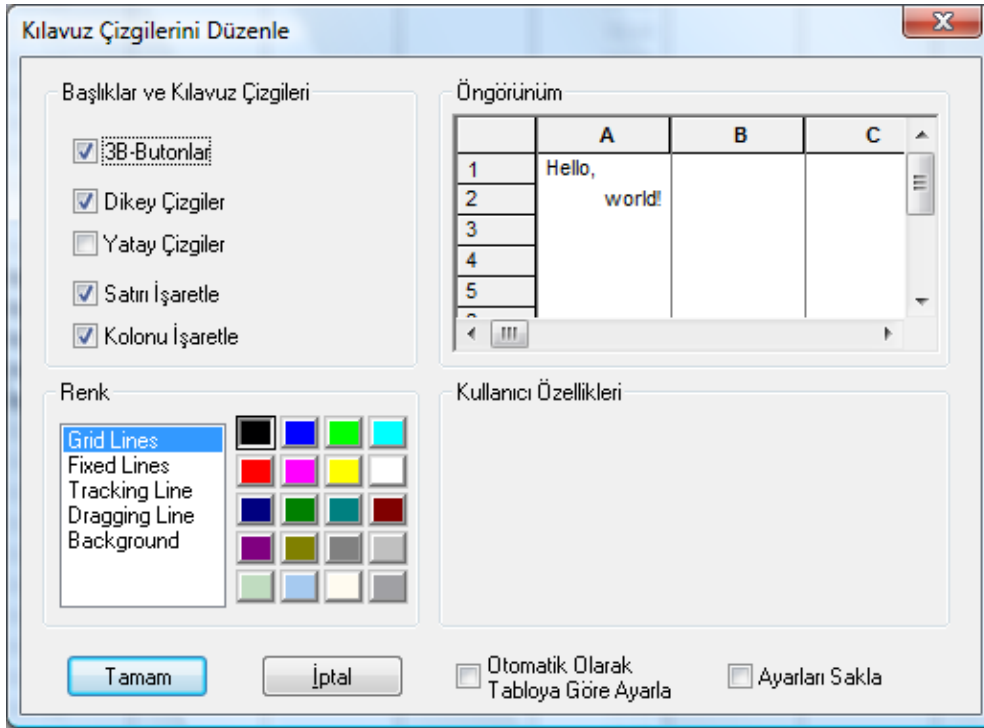 Kılavuz Çizgilerini Düzenle
Başlıklar ve Kılavuz Çizgileri
3B-Butonlar
Dikey Çizgiler
Yatay Çizgiler
Satırı İşaretle
Kolonu İşaretle
Öngörünüm
A B C
1 Hello,
2 world!
3
4
5
Renk
Grid Lines
Fixed Lines
Tracking Line
Dragging Line
Background
Kullanıcı Özellikleri
Tamam
İptal
Otomatik Olarak
Tabloya Göre Ayarla
Ayarları Sakla